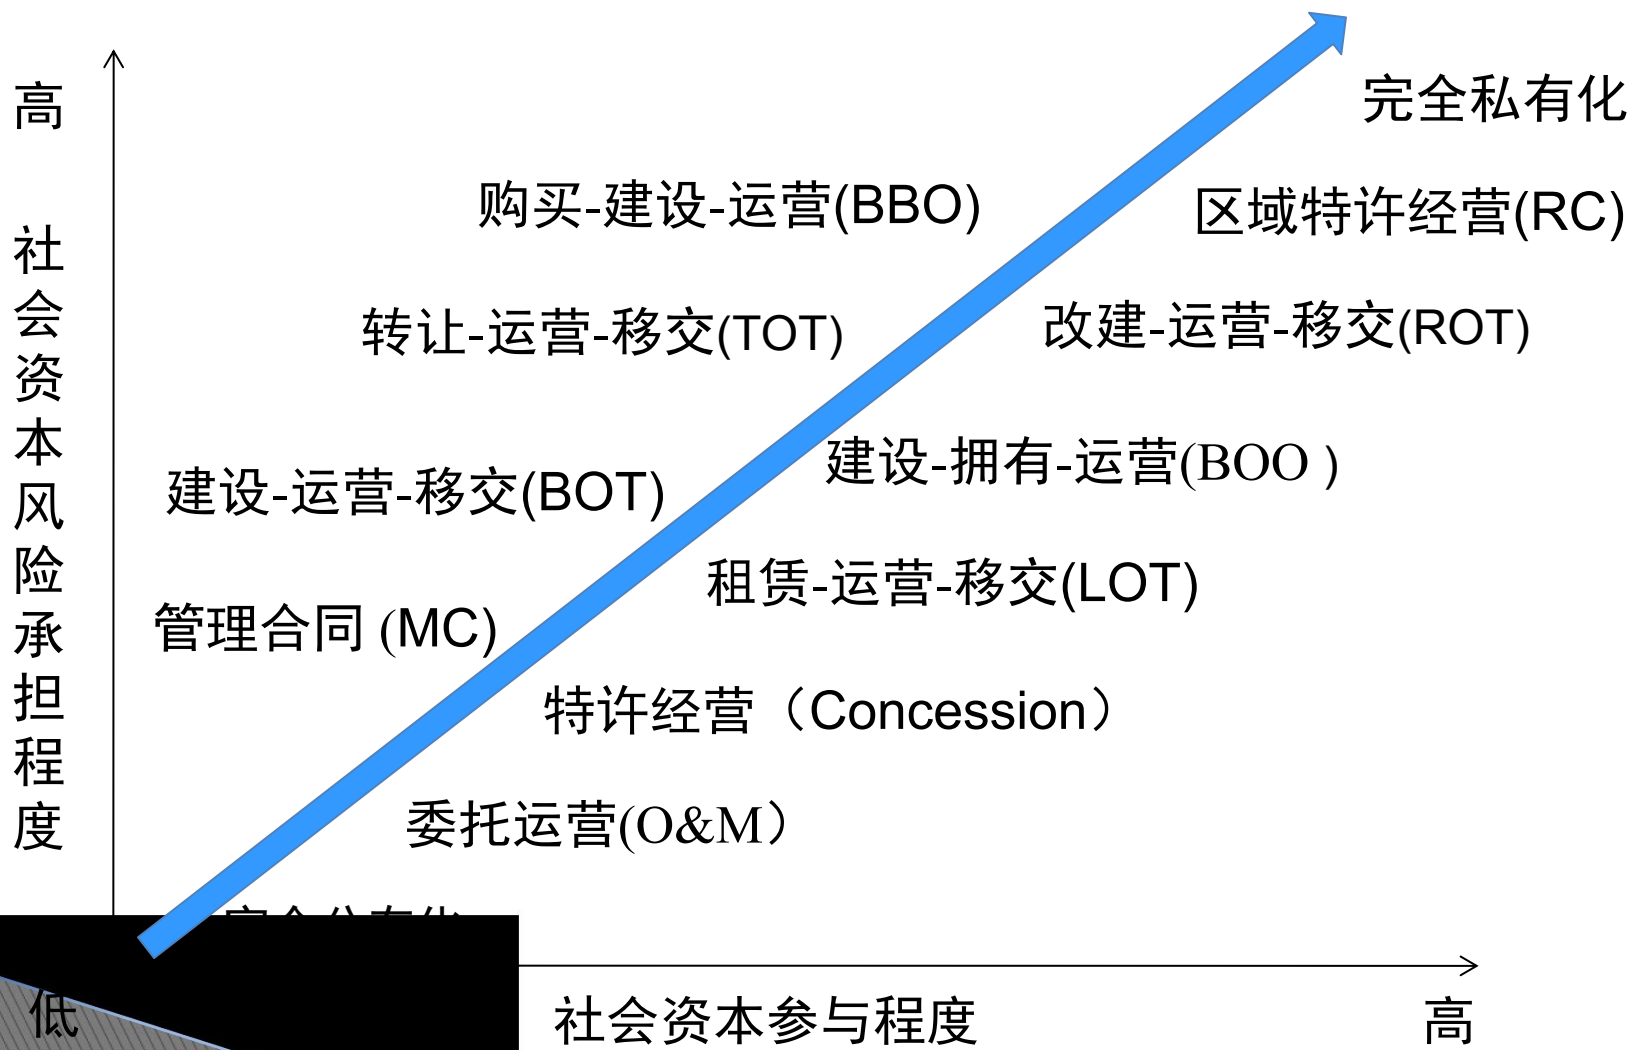 高
完全私有化
购买-建设-运营(BBO)
区域特许经营(RC)
社会资本风险承担程度
转让-运营-移交(TOT)
改建-运营-移交(ROT)
建设-拥有-运营(BOO )
建设-运营-移交(BOT)
租赁-运营-移交(LOT)
管理合同 (MC)
特许经营（Concession）
委托运营(O&M）
低
社会资本参与程度
高